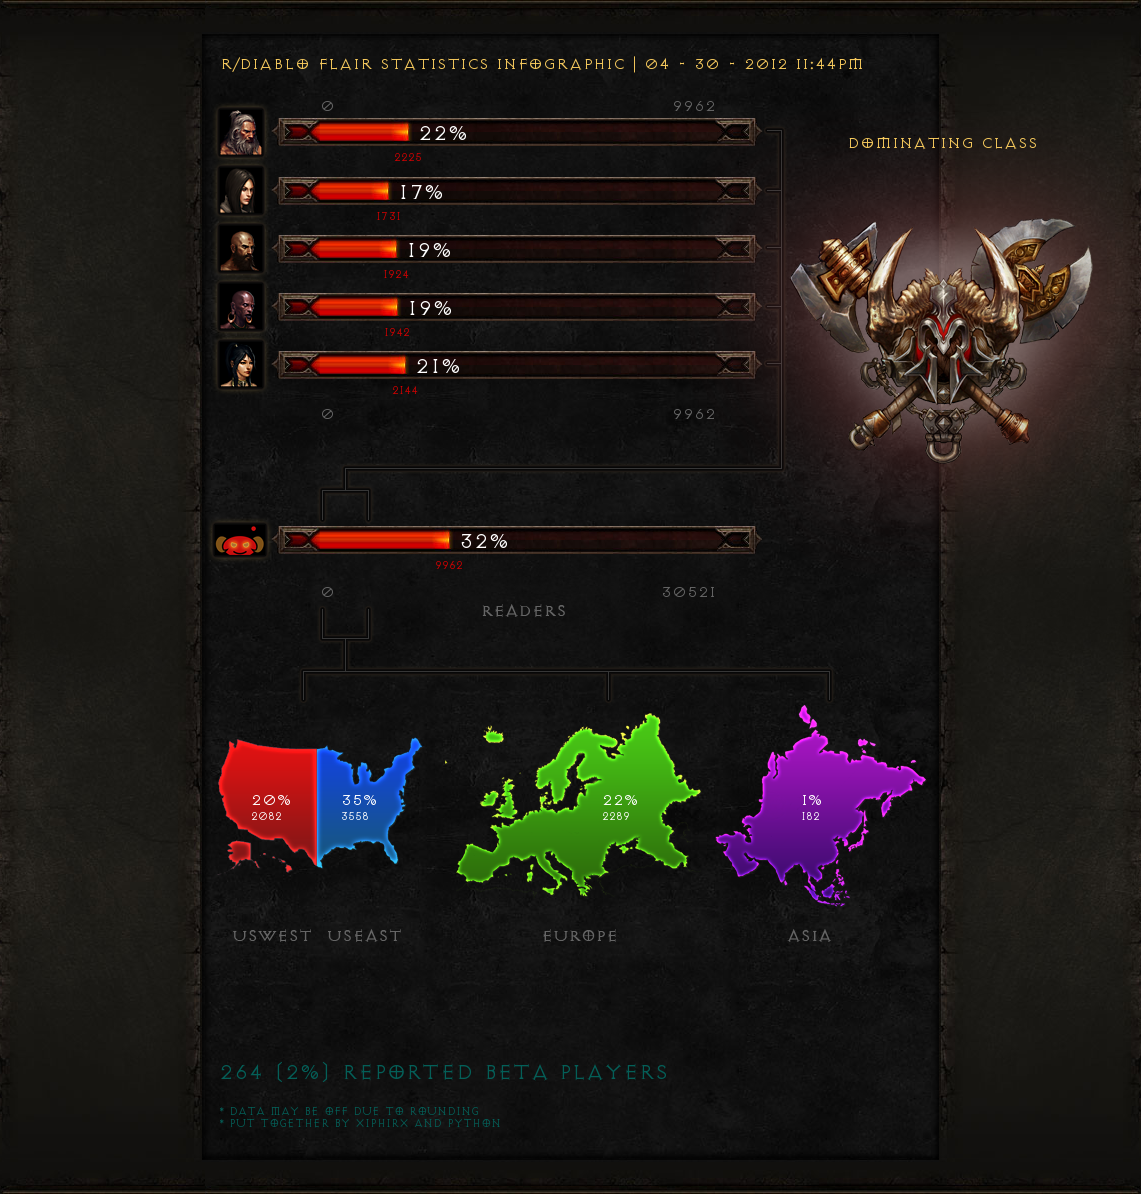 R/DIABLO FLAIR STATISTICS INFOGRAPHIC | 04 - 30 - 2012 11:44PM
0 9962
22%
2225
DOMINATING CLASS
17%
1731
19%
1924
19%
1942
21%
2144
0 9962
32%
9962
0 30521
READERS
20% 35% 22% 1%
2082 3558 2289 182
USWEST USEAST EUROPE ASIA
264 (2%) REPORTED BETA PLAYERS
* DATA MAY BE OFF DUE TO ROUNDING
* PUT TOGETHER BY XIPHIRX AND PYTHON